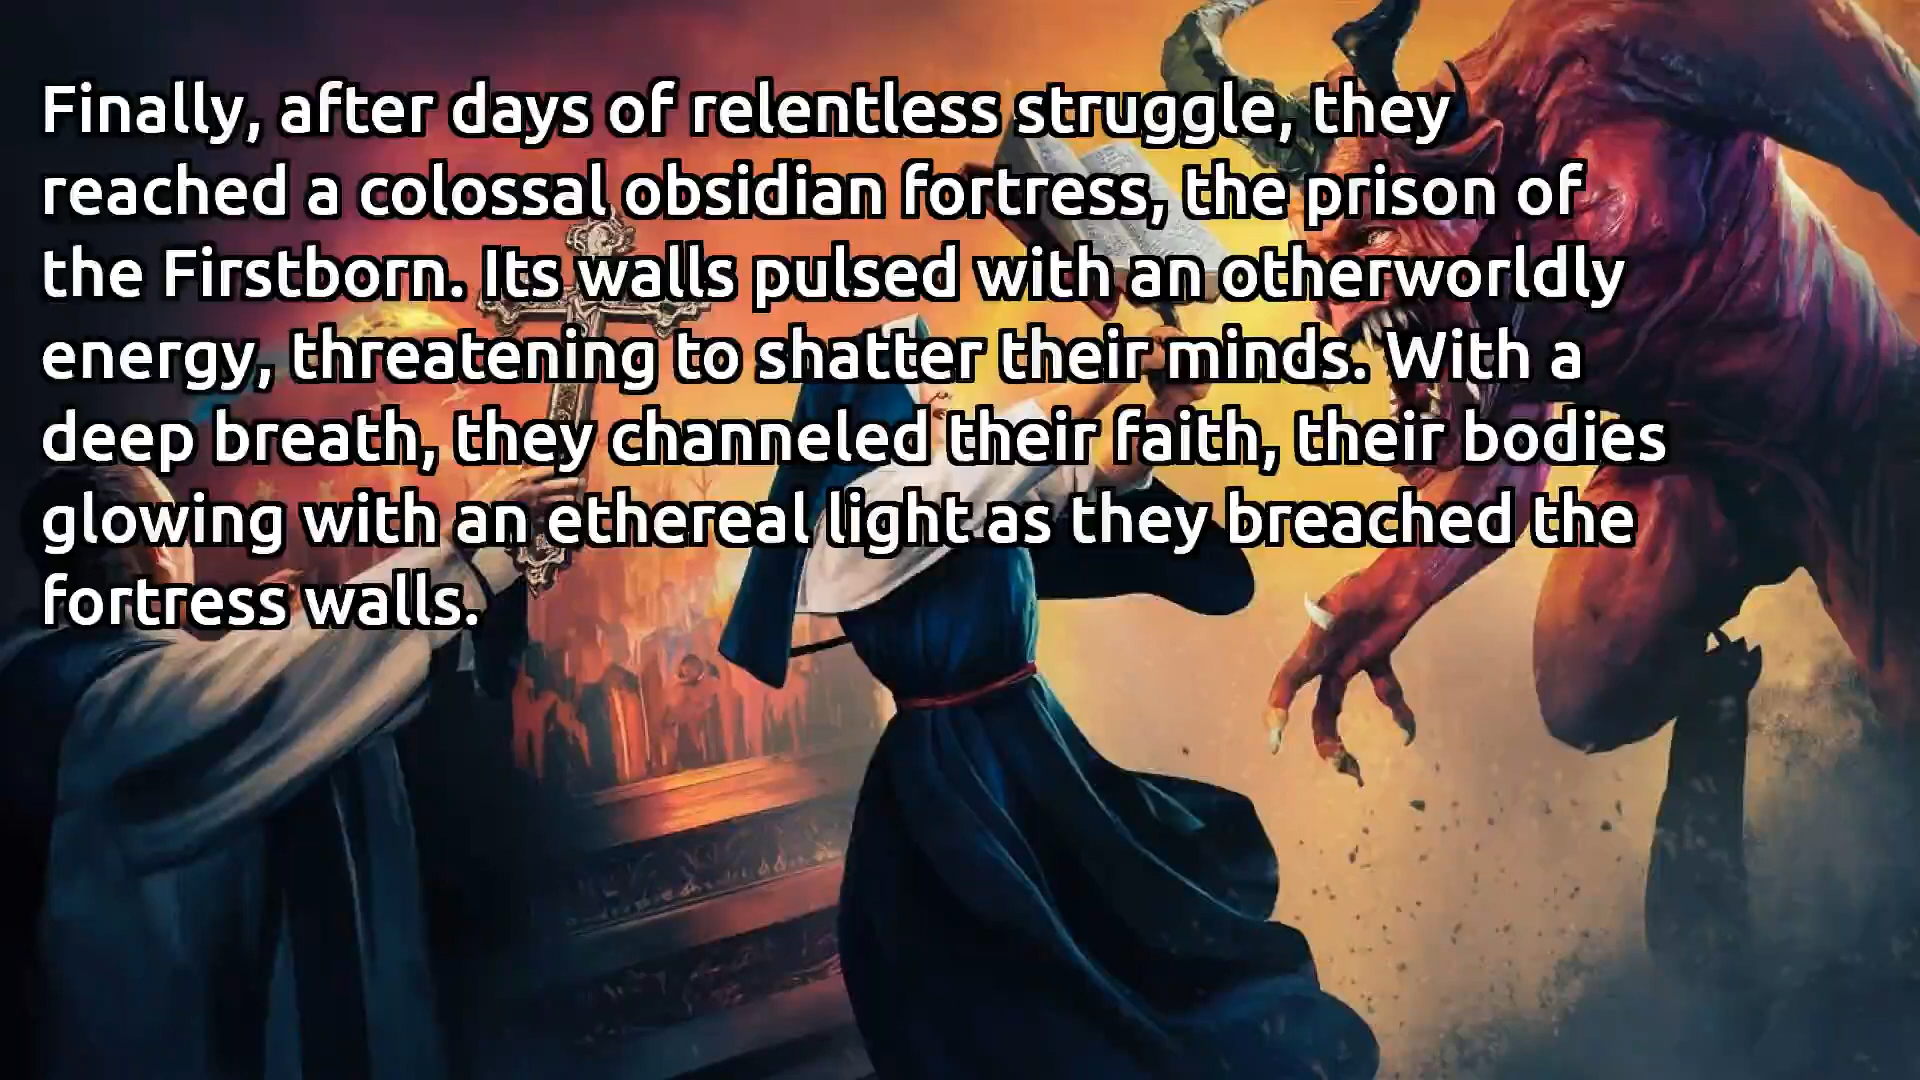 Finally, after days of relentless struggle, they
reached a colossal obsidian fortress, the prison of
the Firstborn. Its walls pulsed with an otherworldly
energy, threatening to shatter their minds. With a
deep breath, they channeled their faith, their bodies
glowing with an ethereal light as they breached the
fortress walls.